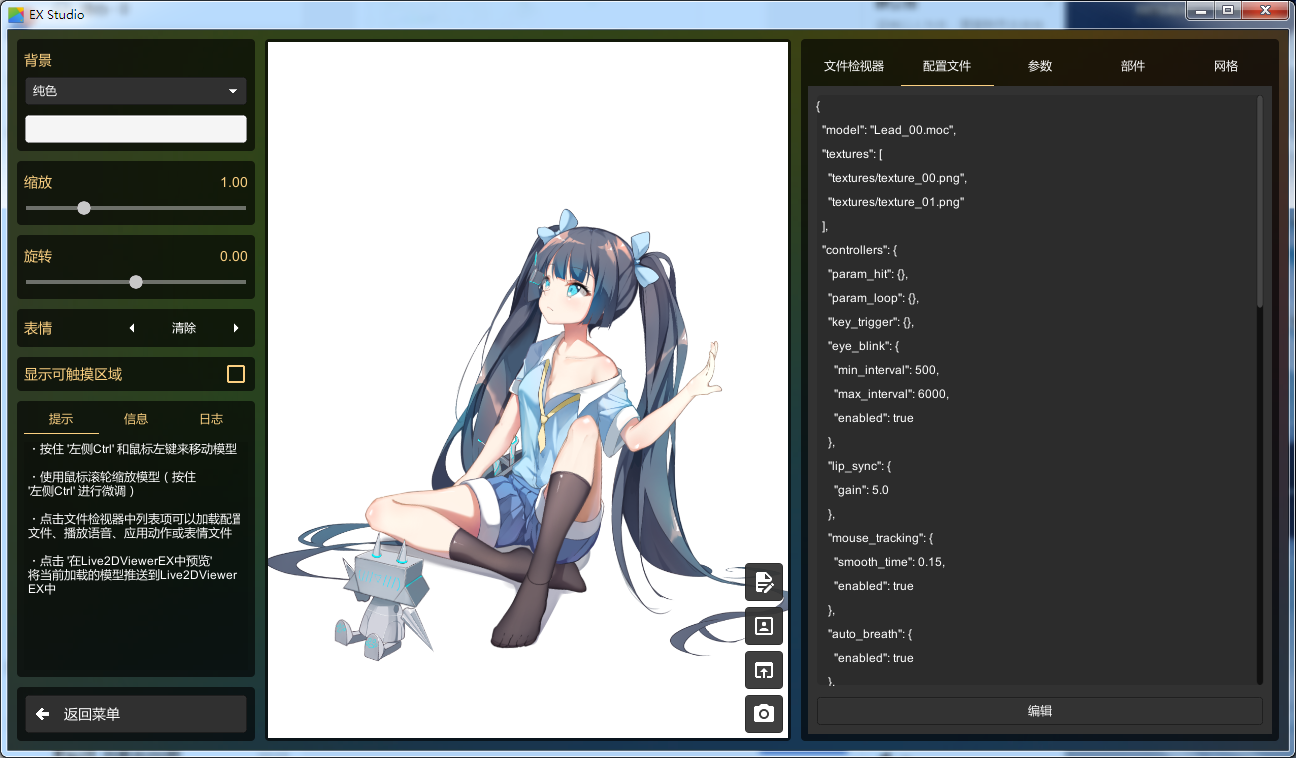 EX Studio
背景
纯色
缩放 1.00
旋转 0.00
表情 清除
显示可触摸区域
提示 信息 日志
· 按住 '左侧Ctrl' 和鼠标左键来移动模型
· 使用鼠标滚轮缩放模型 ( 按住
'左侧Ctrl' 进行微调 )
· 点击文件检视器中列表项可以加载配置
文件、播放语音、应用动作或表情文件
· 点击 '在Live2DViewerEX中预览'
将当前加载的模型推送到Live2DViewer
EX中
返回菜单
文件检视器 配置文件 参数 部件 网格
{
"model": "Lead_00.moc",
"textures": [
"textures/texture_00.png",
"textures/texture_01.png"
],
"controllers": {
"param_hit": {},
"param_loop": {},
"key_trigger": {},
"eye_blink": {
"min_interval": 500,
"max_interval": 6000,
"enabled": true
},
"lip_sync": {
"gain": 5.0
},
"mouse_tracking": {
"smooth_time": 0.15,
"enabled": true
},
"auto_breath": {
"enabled": true
},
编辑